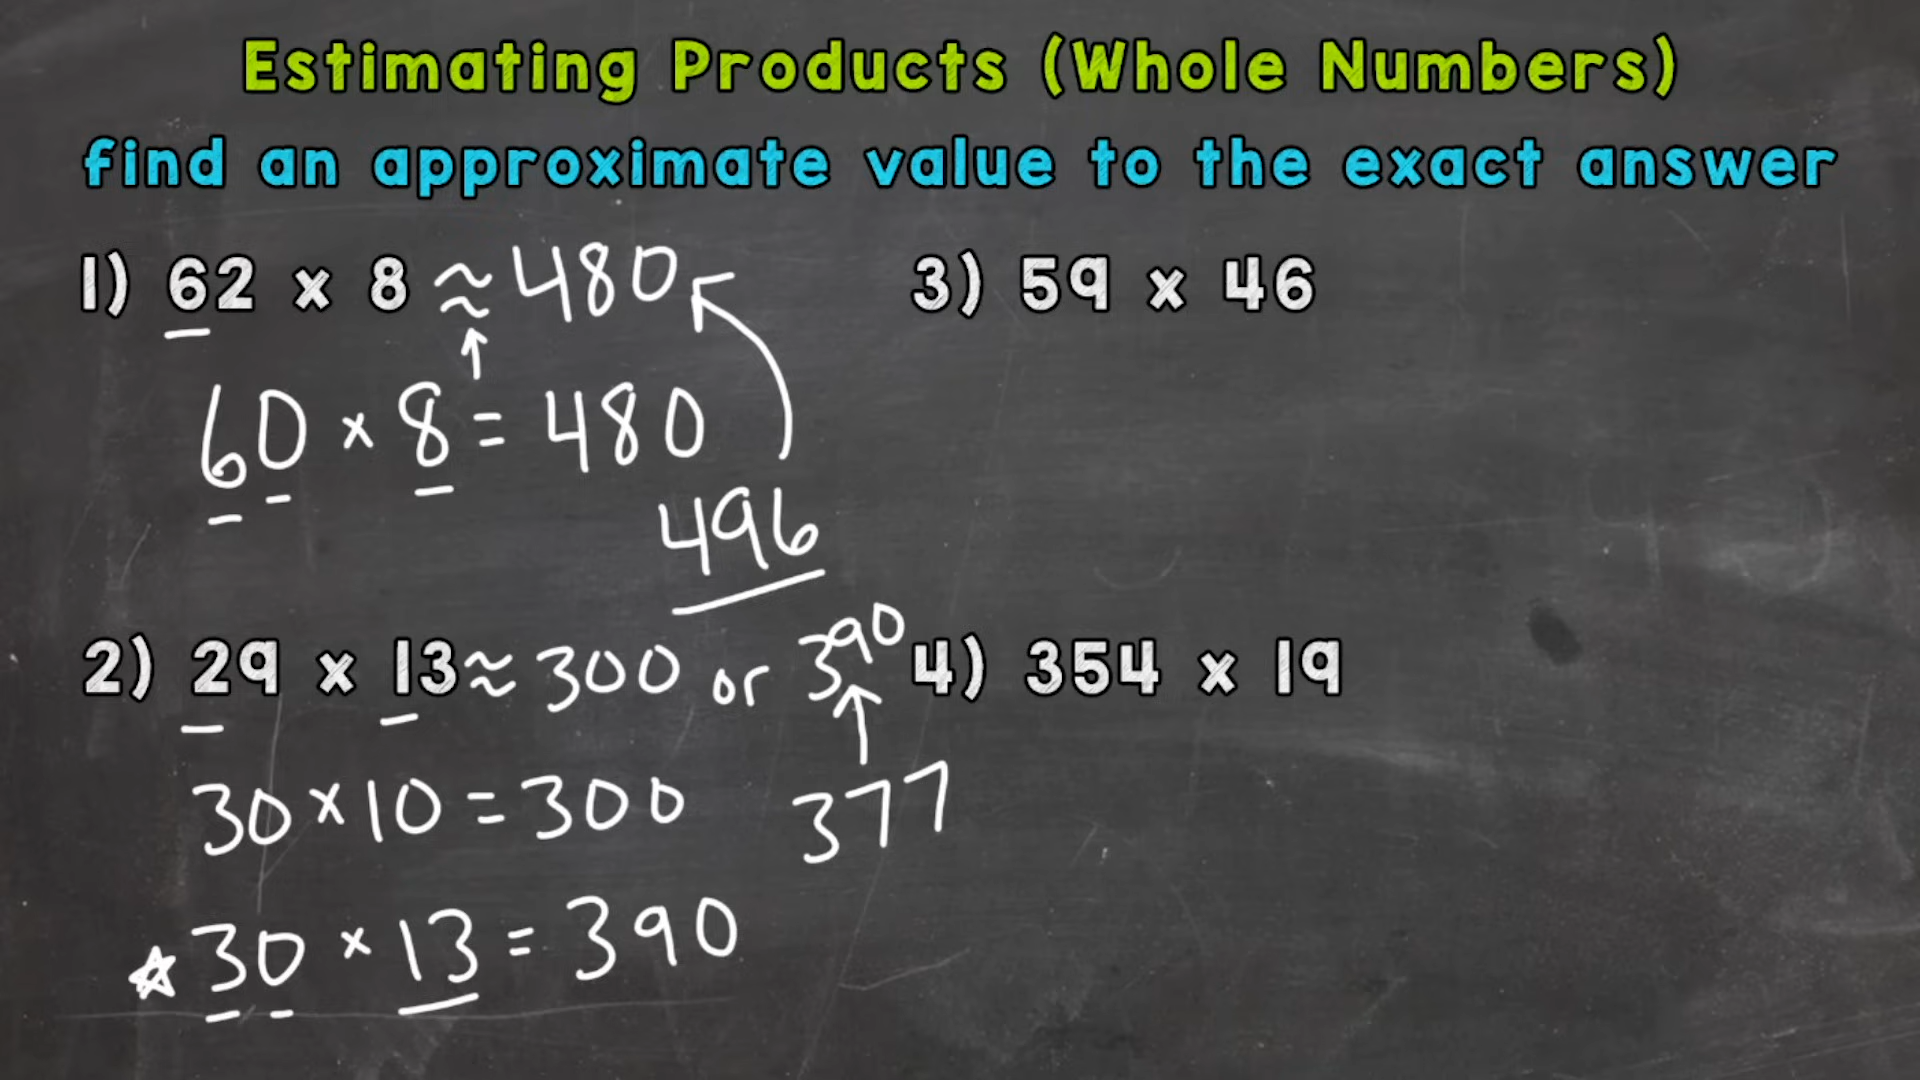 Estimating Products (Whole Numbers)
find an approximate value to the exact answer
1) 62 x 8 ≈ 480
60 x 8 = 480
496
2) 29 x 13 ≈ 300 or 390
30 x 10 = 300
377
☆ 30 x 13 = 390
3) 59 x 46
4) 354 x 19